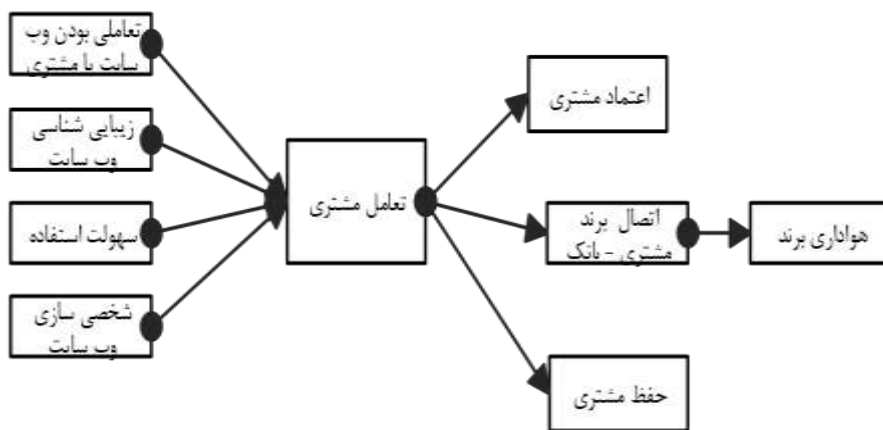 تعاملی بودن وب
سایت با مشتری
زیبایی شناسی
وب سایت
سهولت استفاده
شخصی سازی
وب سایت
تعامل مشتری
اعتماد مشتری
اتصال برند
مشتری - بانک
هواداری برند
حفظ مشتری